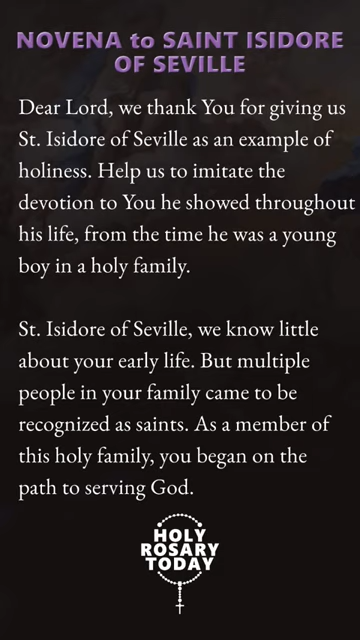 NOVENA to SAINT ISIDORE
OF SEVILLE
Dear Lord, we thank You for giving us
St. Isidore of Seville as an example of
holiness. Help us to imitate the
devotion to You he showed throughout
his life, from the time he was a young
boy in a holy family.
St. Isidore of Seville, we know little
about your early life. But multiple
people in your family came to be
recognized as saints. As a member of
this holy family, you began on the
path to serving God.
HOLY
ROSARY
TODAY